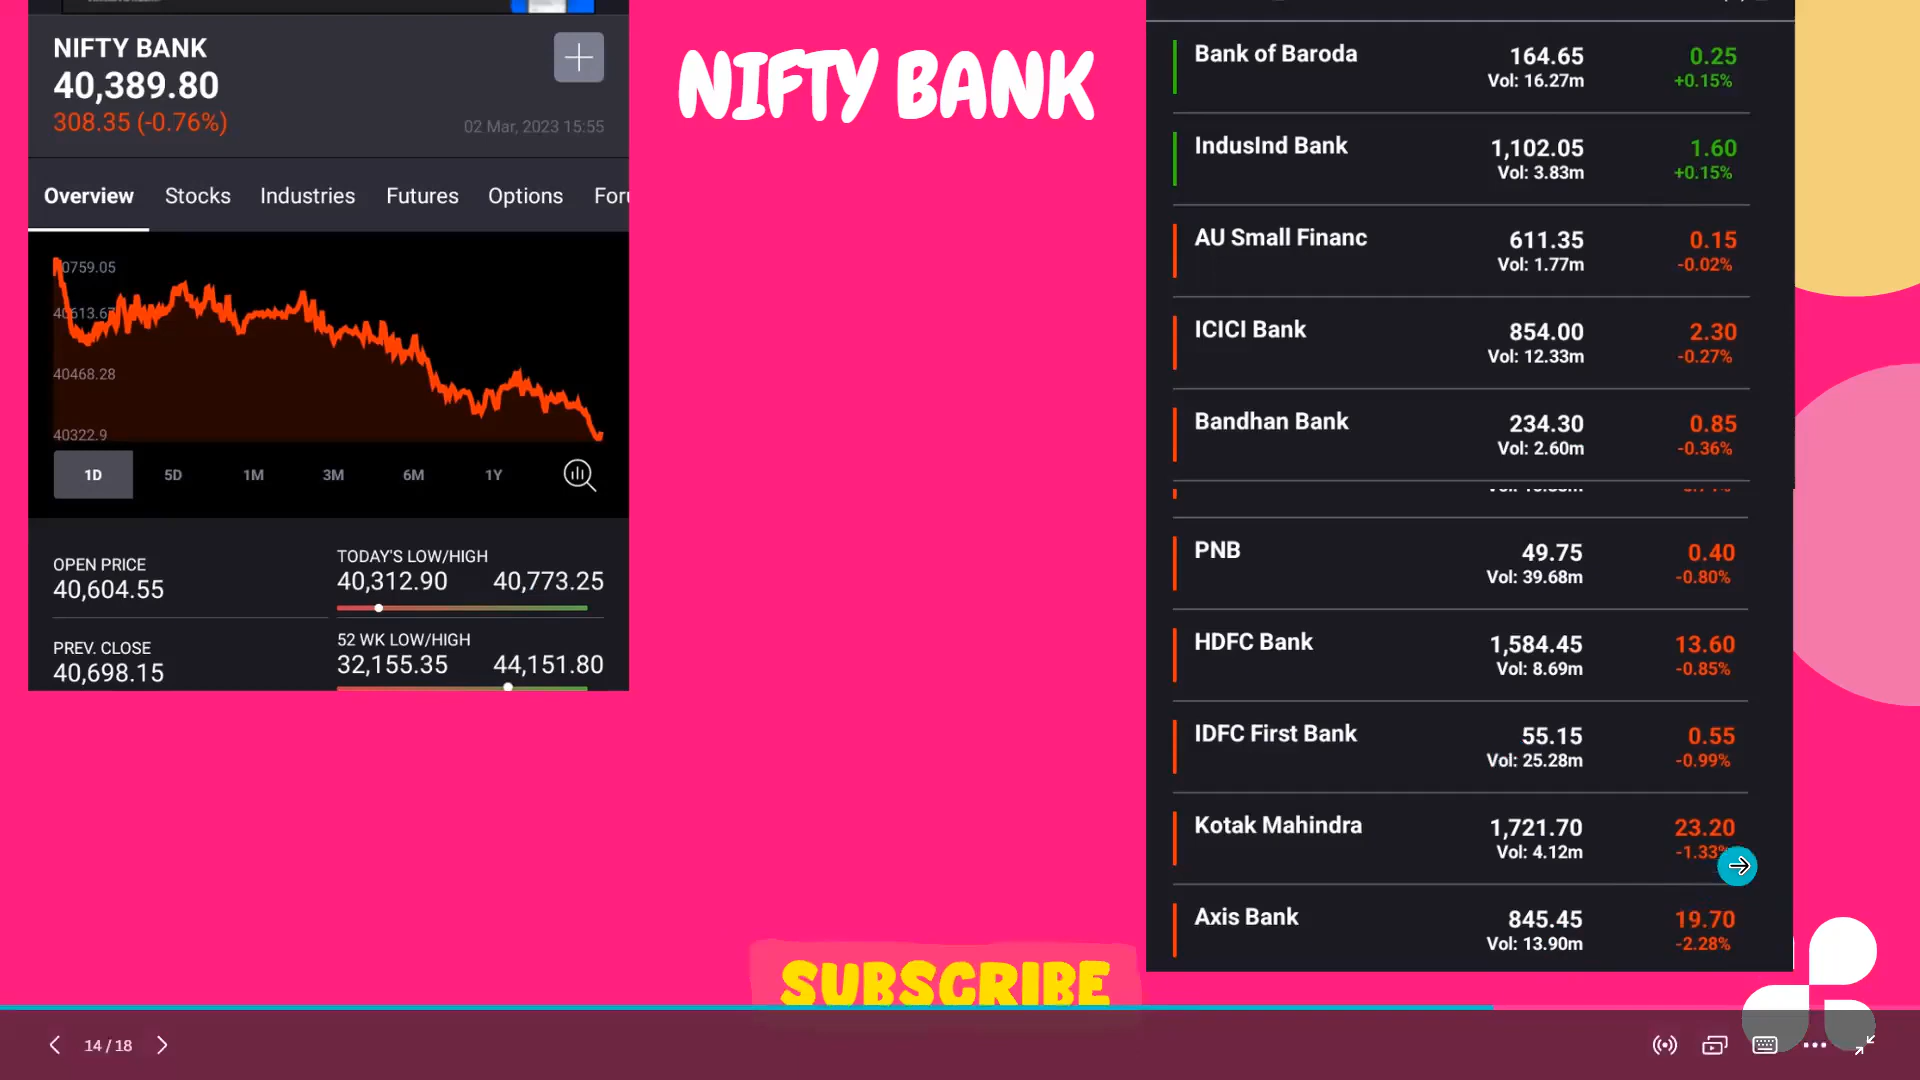 NIFTY BANK
40,389.80
308.35 (-0.76%)
02 Mar, 2023 15:55
Overview Stocks Industries Futures Options
0759.05
40613.67
40468.28
40322.9
1D 5D 1M 3M 6M 1Y
OPEN PRICE
40,604.55
TODAY'S LOW/HIGH
40,312.90 40,773.25
PREV. CLOSE
40,698.15
52 WK LOW/HIGH
32,155.35 44,151.80
NIFTY BANK
SUBSCRIBE
Bank of Baroda 164.65 0.25
Vol: 16.27m +0.15%
IndusInd Bank 1,102.05 1.60
Vol: 3.83m +0.15%
AU Small Financ 611.35 0.15
Vol: 1.77m -0.02%
ICICI Bank 854.00 2.30
Vol: 12.33m -0.27%
Bandhan Bank 234.30 0.85
Vol: 2.60m -0.36%
PNB 49.75 0.40
Vol: 39.68m -0.80%
HDFC Bank 1,584.45 13.60
Vol: 8.69m -0.85%
IDFC First Bank 55.15 0.55
Vol: 25.28m -0.99%
Kotak Mahindra 1,721.70 23.20
Vol: 4.12m -1.33%
Axis Bank 845.45 19.70
Vol: 13.90m -2.28%
14 / 18